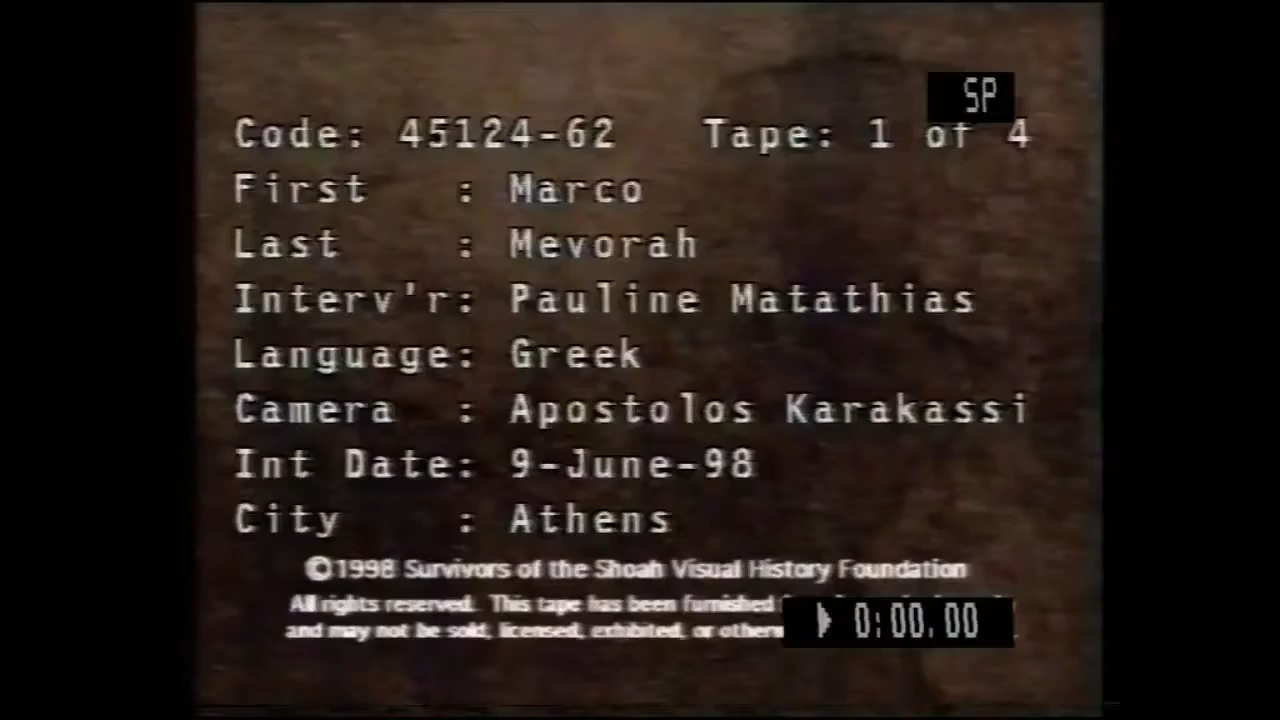 SP
Code: 45124-62 Tape: 1 of 4
First : Marco
Last : Mevorah
Interv'r: Pauline Matathias
Language: Greek
Camera : Apostolos Karakassi
Int Date: 9-June-98
City : Athens
©1998 Survivors of the Shoah Visual History Foundation
All rights reserved. This tape has been furnished
and may not be sold, licensed, exhibited, or
0:00.00